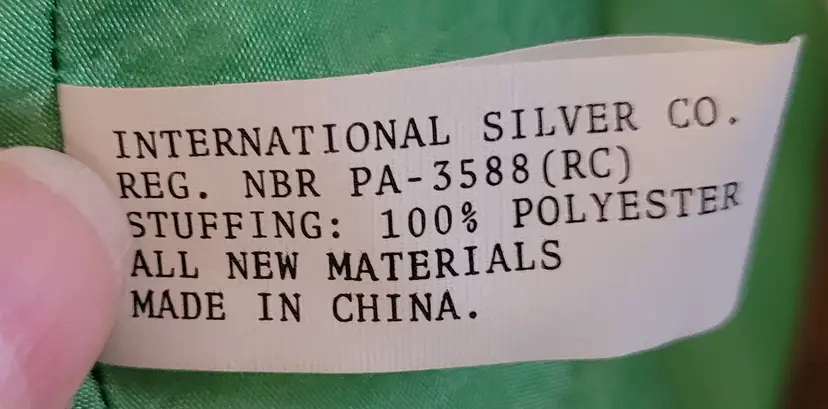 INTERNATIONAL SILVER CO.
REG. NBR PA-3588(RC)
STUFFING: 100% POLYESTER
ALL NEW MATERIALS
MADE IN CHINA.